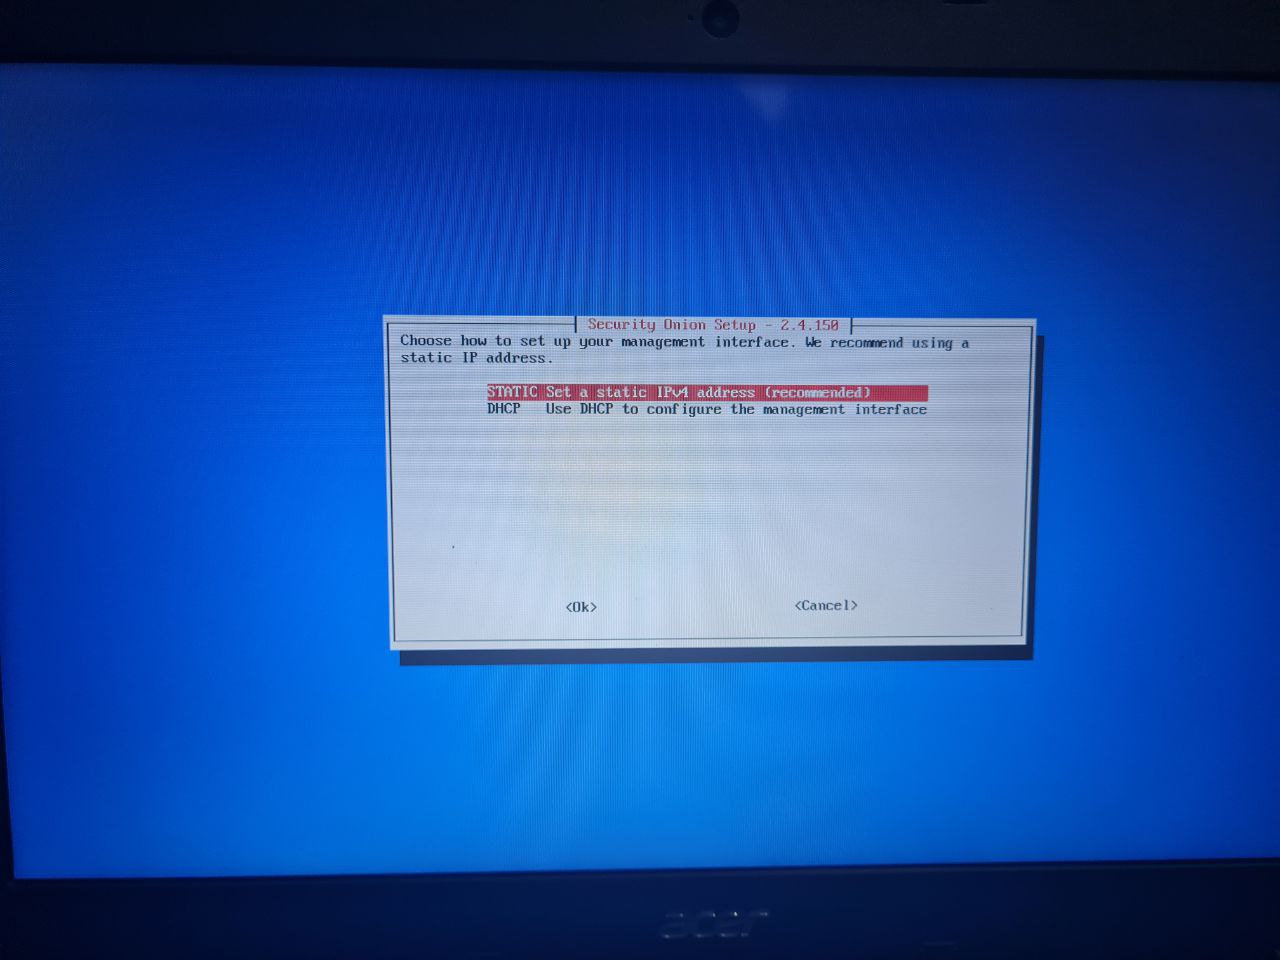 Security Onion Setup - 2.4.150
Choose how to set up your management interface. We recommend using a
static IP address.
STATIC Set a static IPv4 address (recommended)
DHCP Use DHCP to configure the management interface
<Ok> <Cancel>
acer